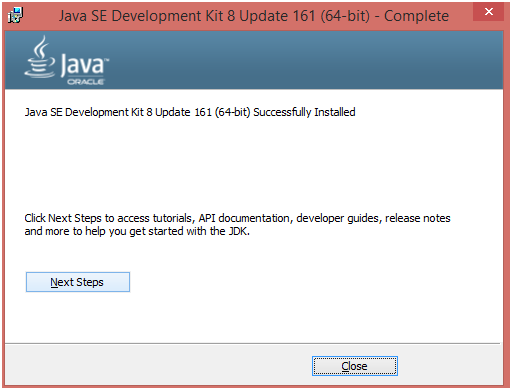 Java SE Development Kit 8 Update 161 (64-bit) - Complete
Java
ORACLE
Java SE Development Kit 8 Update 161 (64-bit) Successfully Installed
Click Next Steps to access tutorials, API documentation, developer guides, release notes
and more to help you get started with the JDK.
Next Steps
Close